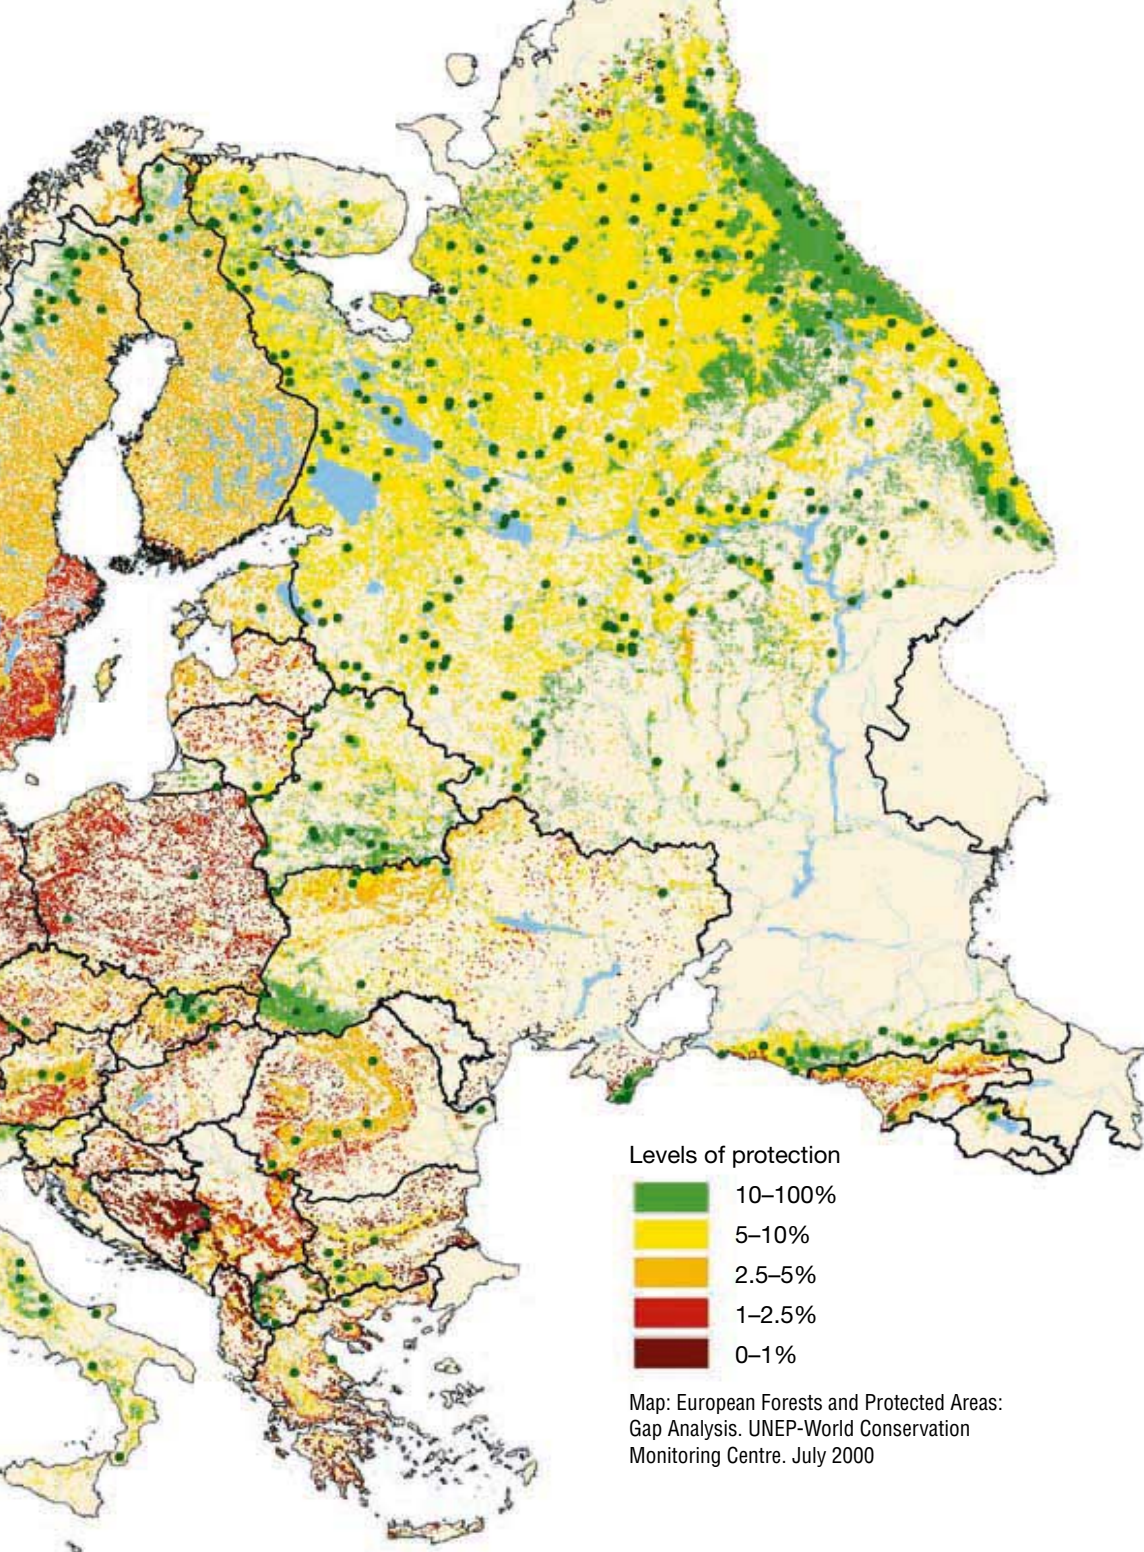 Levels of protection
10–100%
5–10%
2.5–5%
1–2.5%
0–1%
Map: European Forests and Protected Areas:
Gap Analysis. UNEP-World Conservation
Monitoring Centre. July 2000